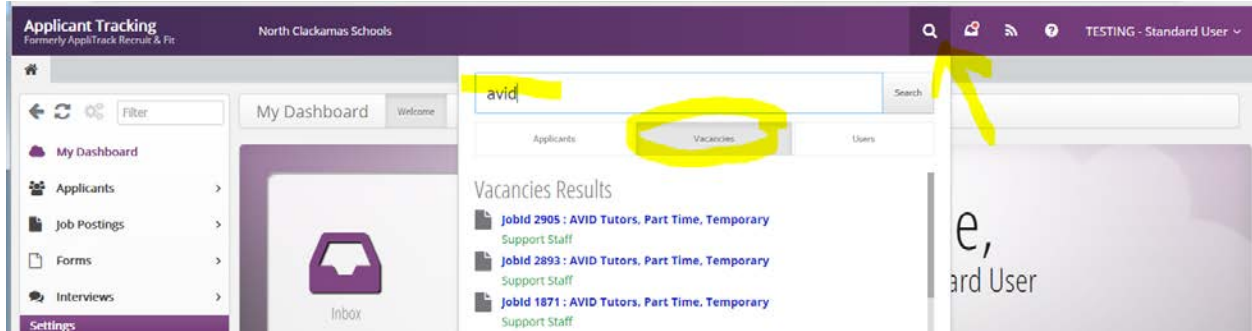 Applicant Tracking
Formerly AppliTrack Recruit & Fit
North Clackamas Schools
TESTING - Standard User
Filter
My Dashboard
Welcome
avid
Search
Applicants
Vacancies
Users
My Dashboard
Applicants
Job Postings
Forms
Interviews
Settings
Inbox
Vacancies Results
JobId 2905 : AVID Tutors, Part Time, Temporary
Support Staff
JobId 2893 : AVID Tutors, Part Time, Temporary
Support Staff
JobId 1871 : AVID Tutors, Part Time, Temporary
Support Staff
e,
ard User